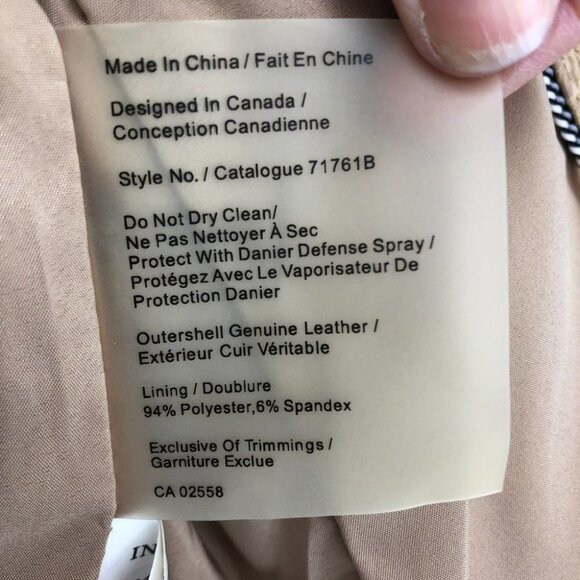 Made In China / Fait En Chine
Designed In Canada /
Conception Canadienne
Style No. / Catalogue 71761B
Do Not Dry Clean/
Ne Pas Nettoyer À Sec
Protect With Danier Defense Spray /
Protégez Avec Le Vaporisateur De
Protection Danier
Outershell Genuine Leather /
Extérieur Cuir Véritable
Lining / Doublure
94% Polyester,6% Spandex
Exclusive Of Trimmings /
Garniture Exclue
CA 02558
IN